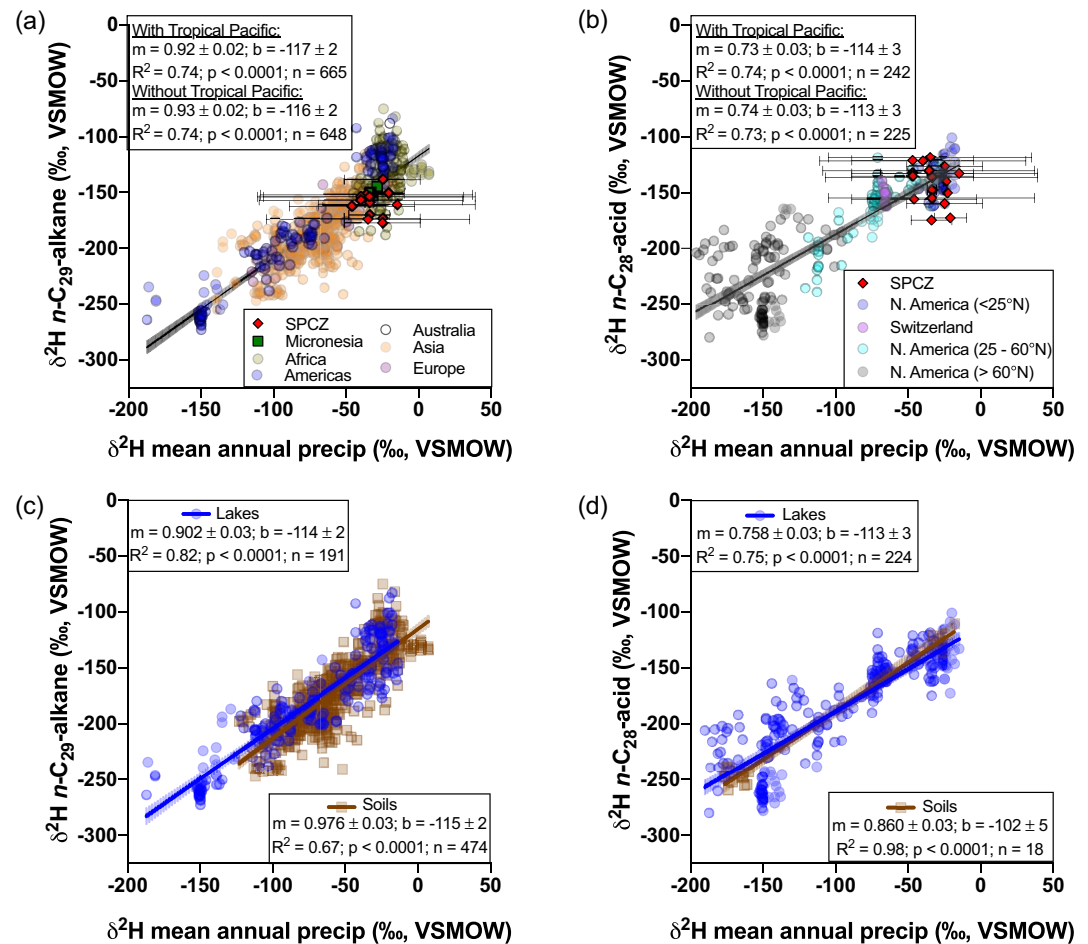 (a)
0
-50
-100
-150
-200
-250
-300
δ²H n-C₂₉-alkane (‰, VSMOW)
With Tropical Pacific:
m = 0.92 ± 0.02; b = -117 ± 2
R² = 0.74; p < 0.0001; n = 665
Without Tropical Pacific:
m = 0.93 ± 0.02; b = -116 ± 2
R² = 0.74; p < 0.0001; n = 648
SPCZ
Micronesia
Africa
Americas
Australia
Asia
Europe
-200 -150 -100 -50 0 50
δ²H mean annual precip (‰, VSMOW)
(b)
0
-50
-100
-150
-200
-250
-300
δ²H n-C₂₈-acid (‰, VSMOW)
With Tropical Pacific:
m = 0.73 ± 0.03; b = -114 ± 3
R² = 0.74; p < 0.0001; n = 242
Without Tropical Pacific:
m = 0.74 ± 0.03; b = -113 ± 3
R² = 0.73; p < 0.0001; n = 225
SPCZ
N. America (<25°N)
Switzerland
N. America (25 - 60°N)
N. America (> 60°N)
-200 -150 -100 -50 0 50
δ²H mean annual precip (‰, VSMOW)
(c)
0
-50
-100
-150
-200
-250
-300
δ²H n-C₂₉-alkane (‰, VSMOW)
Lakes
m = 0.902 ± 0.03; b = -114 ± 2
R² = 0.82; p < 0.0001; n = 191
Soils
m = 0.976 ± 0.03; b = -115 ± 2
R² = 0.67; p < 0.0001; n = 474
-200 -150 -100 -50 0 50
δ²H mean annual precip (‰, VSMOW)
(d)
0
-50
-100
-150
-200
-250
-300
δ²H n-C₂₈-acid (‰, VSMOW)
Lakes
m = 0.758 ± 0.03; b = -113 ± 3
R² = 0.75; p < 0.0001; n = 224
Soils
m = 0.860 ± 0.03; b = -102 ± 5
R² = 0.98; p < 0.0001; n = 18
-200 -150 -100 -50 0 50
δ²H mean annual precip (‰, VSMOW)